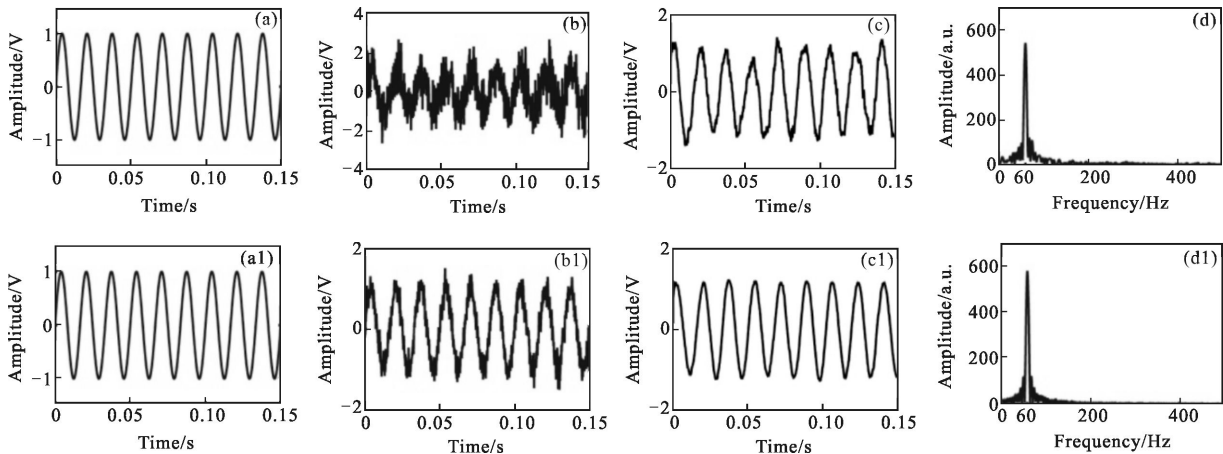 (a)
Amplitude/V
1
0
−1
0
0.05
0.10
0.15
Time/s
(b)
Amplitude/V
4
2
0
−2
−4
0
0.05
0.10
0.15
Time/s
(c)
Amplitude/V
2
0
−2
0
0.05
0.10
0.15
Time/s
(d)
Amplitude/a.u.
600
400
200
0
0
60
200
400
Frequency/Hz
(a1)
Amplitude/V
1
0
−1
0
0.05
0.10
0.15
Time/s
(b1)
Amplitude/V
2
0
−2
0
0.05
0.10
0.15
Time/s
(c1)
Amplitude/V
2
0
−2
0
0.05
0.10
0.15
Time/s
(d1)
Amplitude/a.u.
600
400
200
0
0
60
200
400
Frequency/Hz